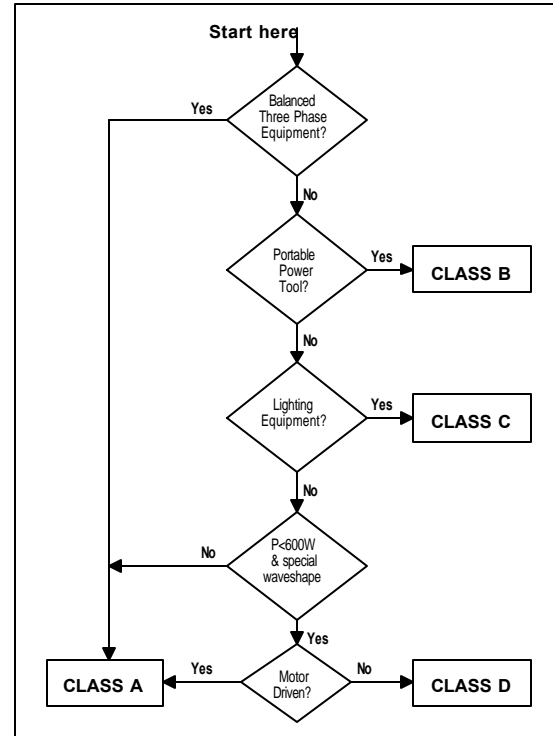 Start here
Balanced
Three Phase
Equipment?
Yes
No
Portable
Power
Tool?
Yes
CLASS B
No
Lighting
Equipment?
Yes
CLASS C
No
P<600W
& special
waveshape
No
Yes
Motor
Driven?
Yes
No
CLASS A
CLASS D